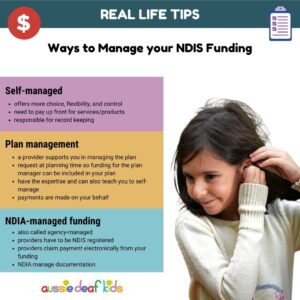 $
REAL LIFE TIPS
Ways to Manage your NDIS Funding
Self-managed
offers more choice, flexibility, and control
need to pay up front for services/products
responsible for record keeping
Plan management
a provider supports you in managing the plan
request at planning time so funding for the plan
manager can be included in your plan
have the expertise and can also teach you to self-
manage
payments are made on your behalf
NDIA-managed funding
also called agency-managed
providers have to be NDIS registered
providers claim payment electronically from your
funding
NDIA manage documentation
aussie deaf kids